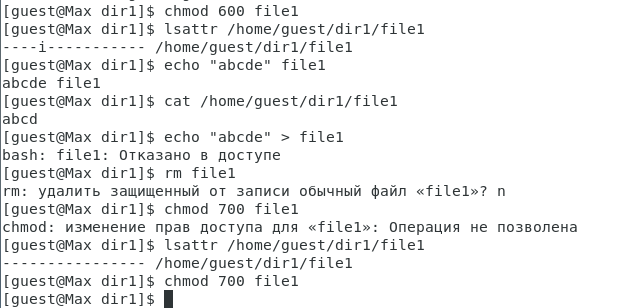 [guest@Max dir1]$ chmod 600 file1
[guest@Max dir1]$ lsattr /home/guest/dir1/file1
----i----------- /home/guest/dir1/file1
[guest@Max dir1]$ echo "abcde" file1
abcde file1
[guest@Max dir1]$ cat /home/guest/dir1/file1
abcd
[guest@Max dir1]$ echo "abcde" > file1
bash: file1: Отказано в доступе
[guest@Max dir1]$ rm file1
rm: удалить защищенный от записи обычный файл «file1»? n
[guest@Max dir1]$ chmod 700 file1
chmod: изменение прав доступа для «file1»: Операция не позволена
[guest@Max dir1]$ lsattr /home/guest/dir1/file1
---------------- /home/guest/dir1/file1
[guest@Max dir1]$ chmod 700 file1
[guest@Max dir1]$